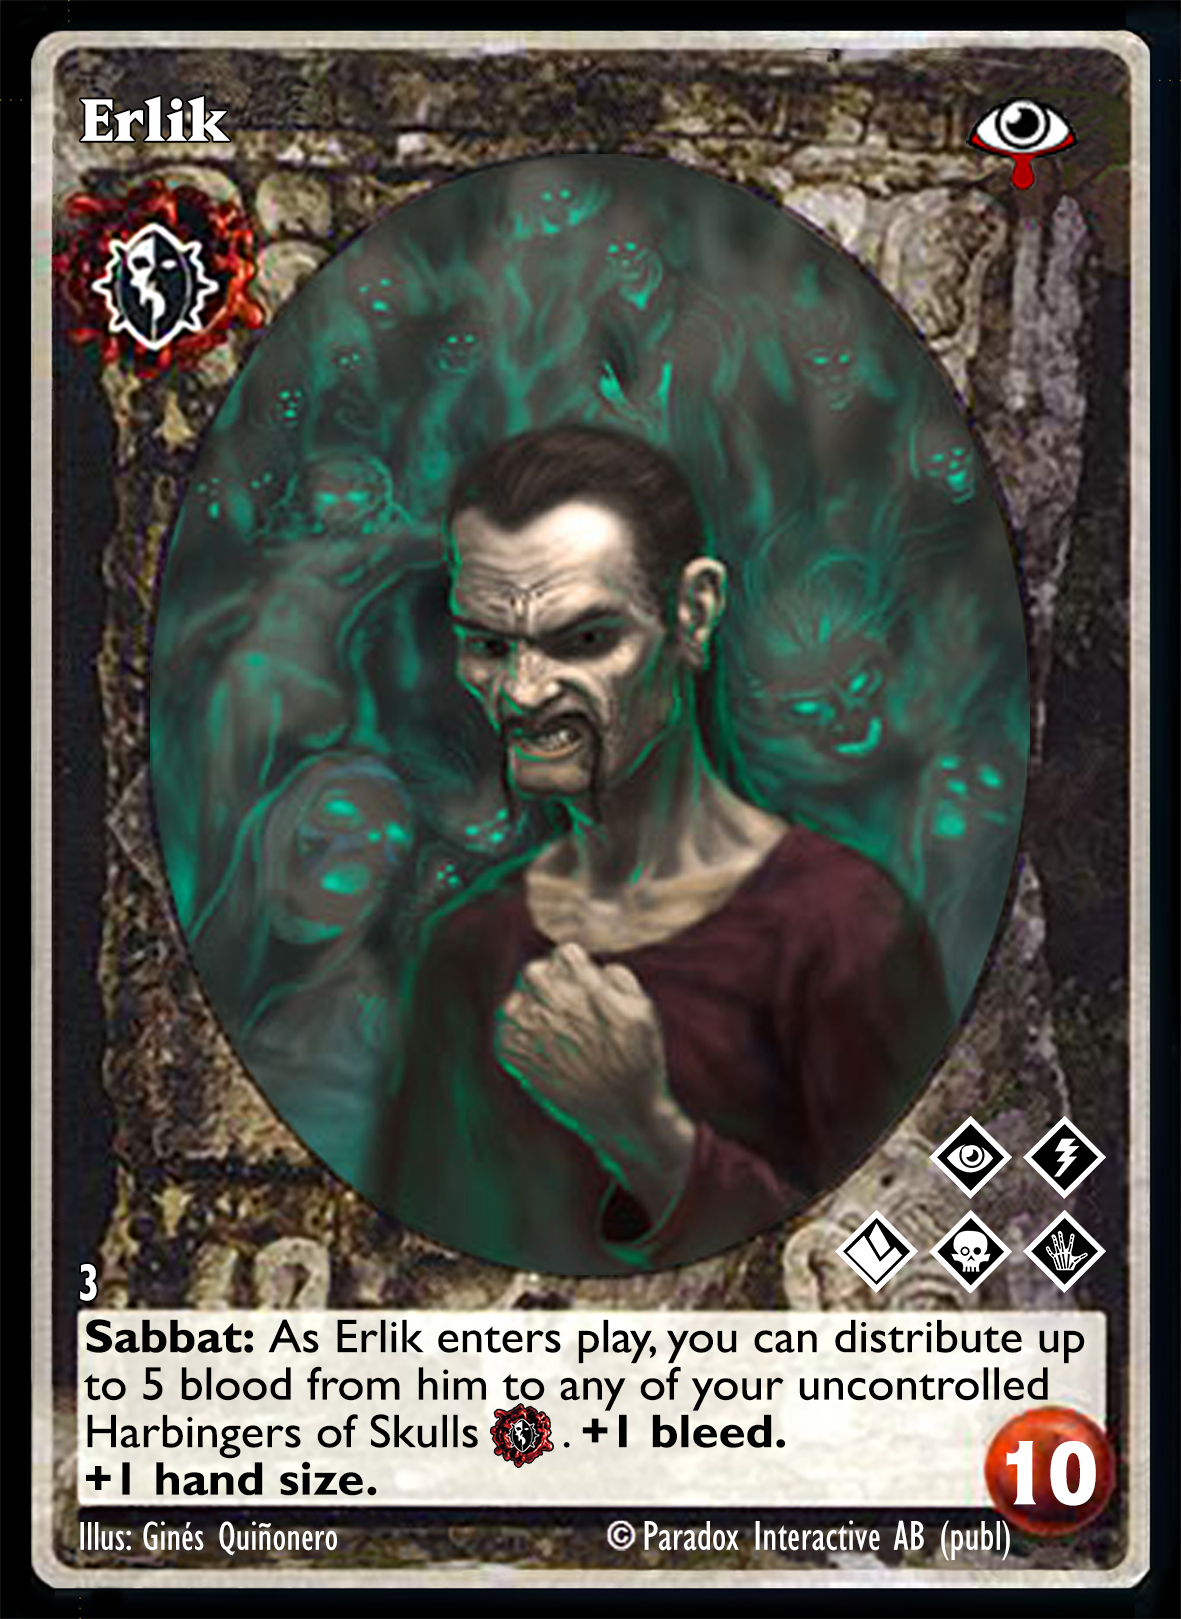 Erlik
3
Sabbat: As Erlik enters play, you can distribute up
to 5 blood from him to any of your uncontrolled
Harbingers of Skulls . +1 bleed.
+1 hand size.
10
Illus: Ginés Quiñonero
© Paradox Interactive AB (publ)